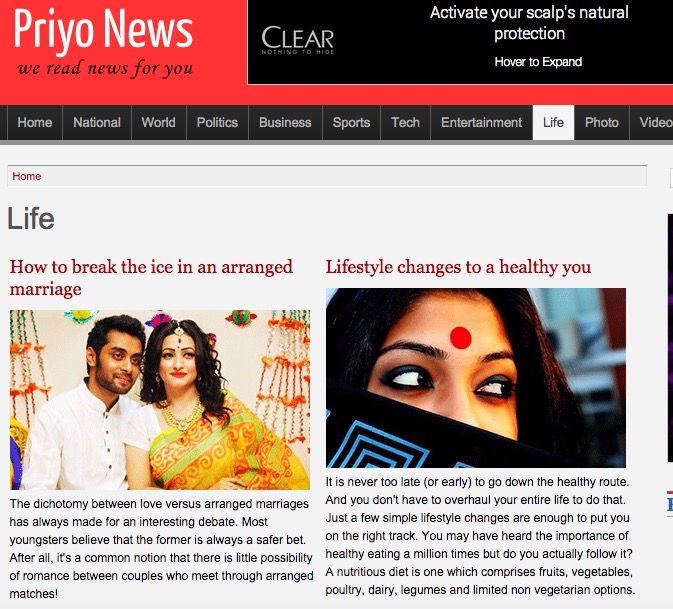 Priyo News
we read news for you
CLEAR
NOTHING TO HIDE
Activate your scalp's natural
protection
Hover to Expand
Home National World Politics Business Sports Tech Entertainment Life Photo Video
Home
Life
How to break the ice in an arranged
marriage
The dichotomy between love versus arranged marriages
has always made for an interesting debate. Most
youngsters believe that the former is always a safer bet.
After all, it's a common notion that there is little possibility
of romance between couples who meet through arranged
matches!
Lifestyle changes to a healthy you
It is never too late (or early) to go down the healthy route.
And you don't have to overhaul your entire life to do that.
Just a few simple lifestyle changes are enough to put you
on the right track. You may have heard the importance of
healthy eating a million times but do you actually follow it?
A nutritious diet is one which comprises fruits, vegetables,
poultry, dairy, legumes and limited non vegetarian options.